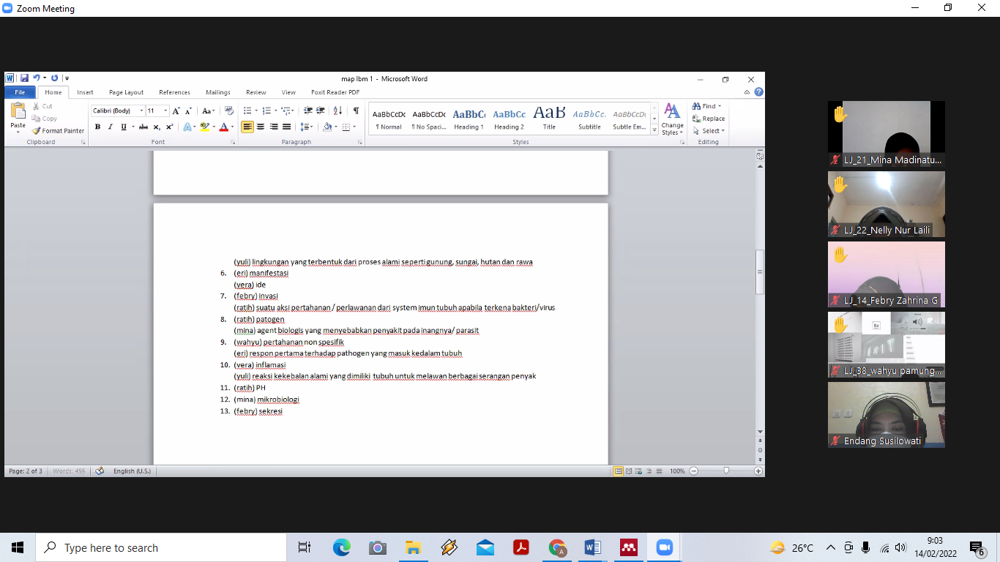 Zoom Meeting
map lbm 1 - Microsoft Word
File Home Insert Page Layout References Mailings Review View Foxit Reader PDF
Paste
Cut
Copy
Format Painter
Clipboard
Calibri (Body) 11
Font
Paragraph
AaBbCcDc AaBbCcDc AaBbC AaBbCc AaB AaBbCc. AaBbCcDc
¶ Normal ¶ No Spaci... Heading 1 Heading 2 Title Subtitle Subtle Em...
Styles
Change Styles
Find
Replace
Select
Editing
(yuli) lingkungan yang terbentuk dari proses alami seperti gunung, sungai, hutan dan rawa
6. (eri) manifestasi
(vera) ide
7. (febry) invasi
(ratih) suatu aksi pertahanan / perlawanan dari system imun tubuh apabila terkena bakteri/virus
8. (ratih) patogen
(mina) agent biologis yang menyebabkan penyakit pada inangnya/ parasit
9. (wahyu) pertahanan non spesifik
(eri) respon pertama terhadap pathogen yang masuk kedalam tubuh
10. (vera) inflamasi
(yuli) reaksi kekebalan alami yang dimiliki tubuh untuk melawan berbagai serangan penyak
11. (ratih) PH
12. (mina) mikrobiologi
13. (febry) sekresi
Page: 2 of 3 Words: 455 English (U.S.) 100%
LJ_21_Mina Madinatu...
LJ_22_Nelly Nur Laili
LJ_14_Febry Zahrina G
Sc
LJ_38_wahyu pamung...
Endang Susilowati
Type here to search
26°C
9:03
14/02/2022
6